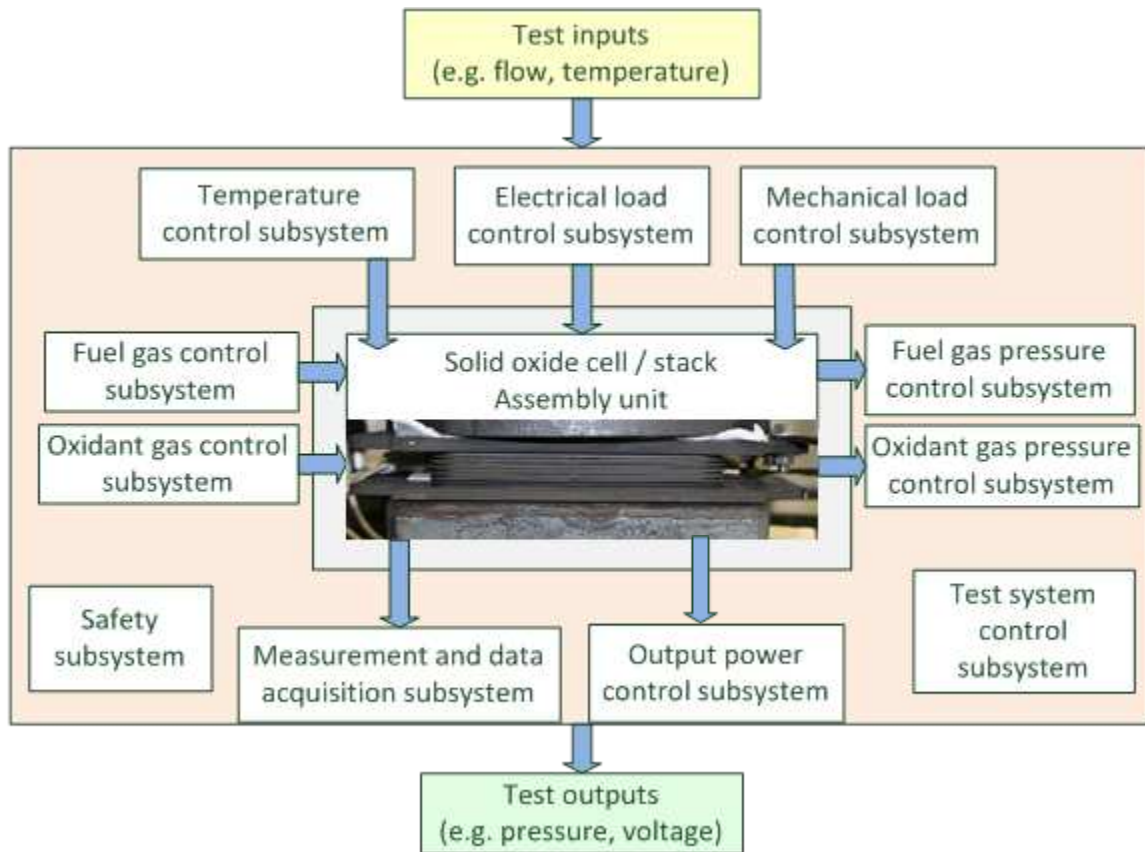 Test inputs
(e.g. flow, temperature)
Temperature
control subsystem
Electrical load
control subsystem
Mechanical load
control subsystem
Fuel gas control
subsystem
Solid oxide cell / stack
Assembly unit
Fuel gas pressure
control subsystem
Oxidant gas control
subsystem
Oxidant gas pressure
control subsystem
Safety
subsystem
Measurement and data
acquisition subsystem
Output power
control subsystem
Test system
control
subsystem
Test outputs
(e.g. pressure, voltage)